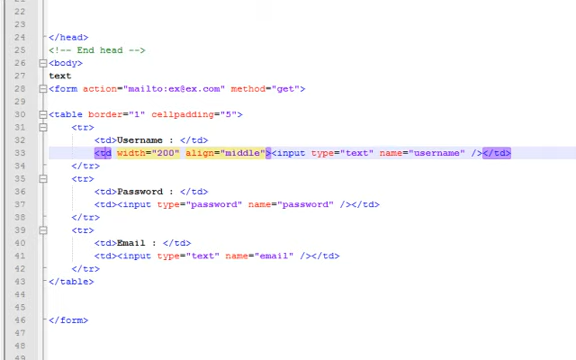 21
22
23
24 </head>
25 <!-- End head -->
26 <body>
27 text
28 <form action="mailto:ex@ex.com" method="get">
29
30 <table border="1" cellpadding="5">
31 <tr>
32 <td>Username : </td>
33 <td width="200" align="middle"><input type="text" name="username" /></td>
34 </tr>
35 <tr>
36 <td>Password : </td>
37 <td><input type="password" name="password" /></td>
38 </tr>
39 <tr>
40 <td>Email : </td>
41 <td><input type="text" name="email" /></td>
42 </tr>
43 </table>
44
45
46 </form>
47
48
49